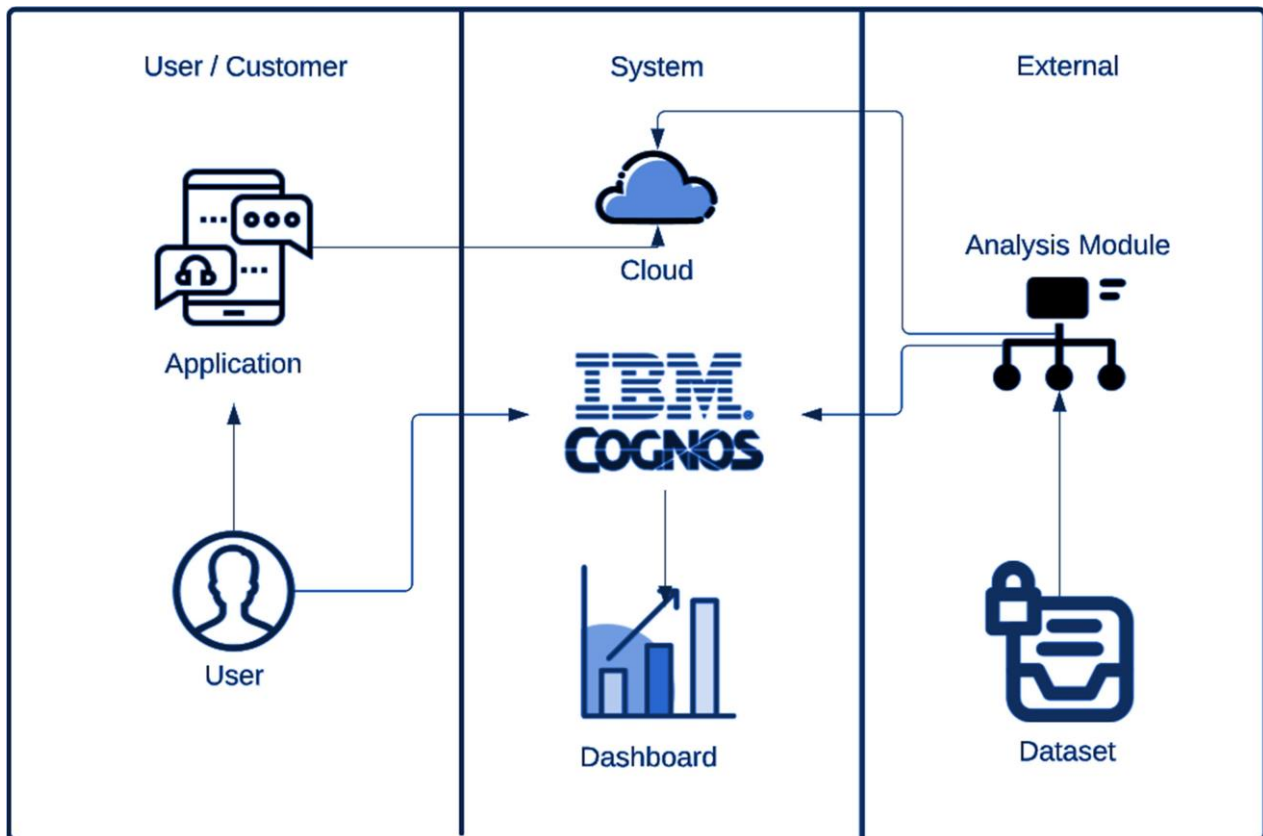 User / Customer
System
External
Cloud
Analysis Module
Application
IBM.
COGNOS
User
Dashboard
Dataset